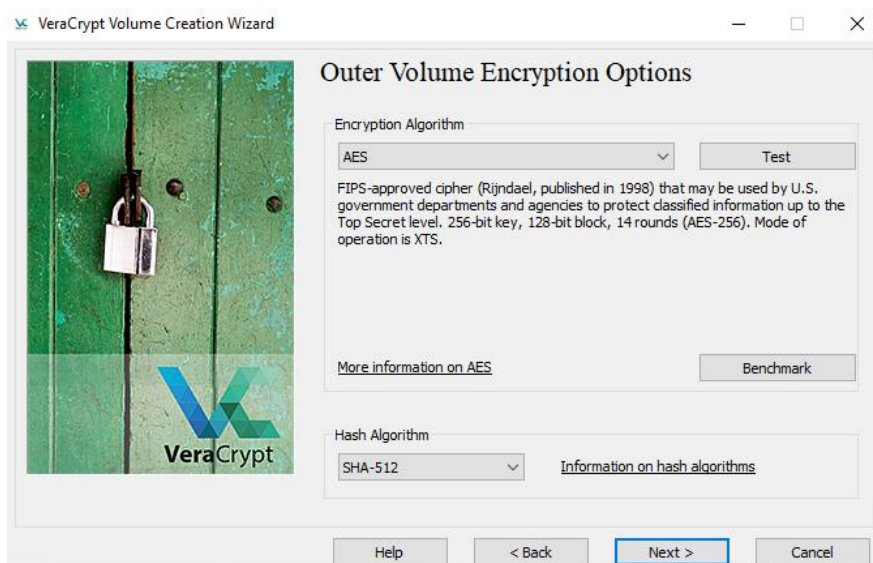 VeraCrypt Volume Creation Wizard
Outer Volume Encryption Options
Encryption Algorithm
AES
Test
FIPS-approved cipher (Rijndael, published in 1998) that may be used by U.S.
government departments and agencies to protect classified information up to the
Top Secret level. 256-bit key, 128-bit block, 14 rounds (AES-256). Mode of
operation is XTS.
More information on AES
Benchmark
VeraCrypt
Hash Algorithm
SHA-512
Information on hash algorithms
Help
< Back
Next >
Cancel